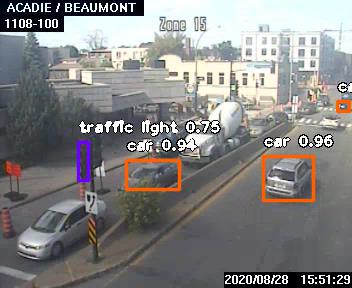 ACADIE / BEAUMONT
1108-100
Zone 15
ca
traffic light 0.75
car 0.94
car 0.96
2020/08/28 15:51:29